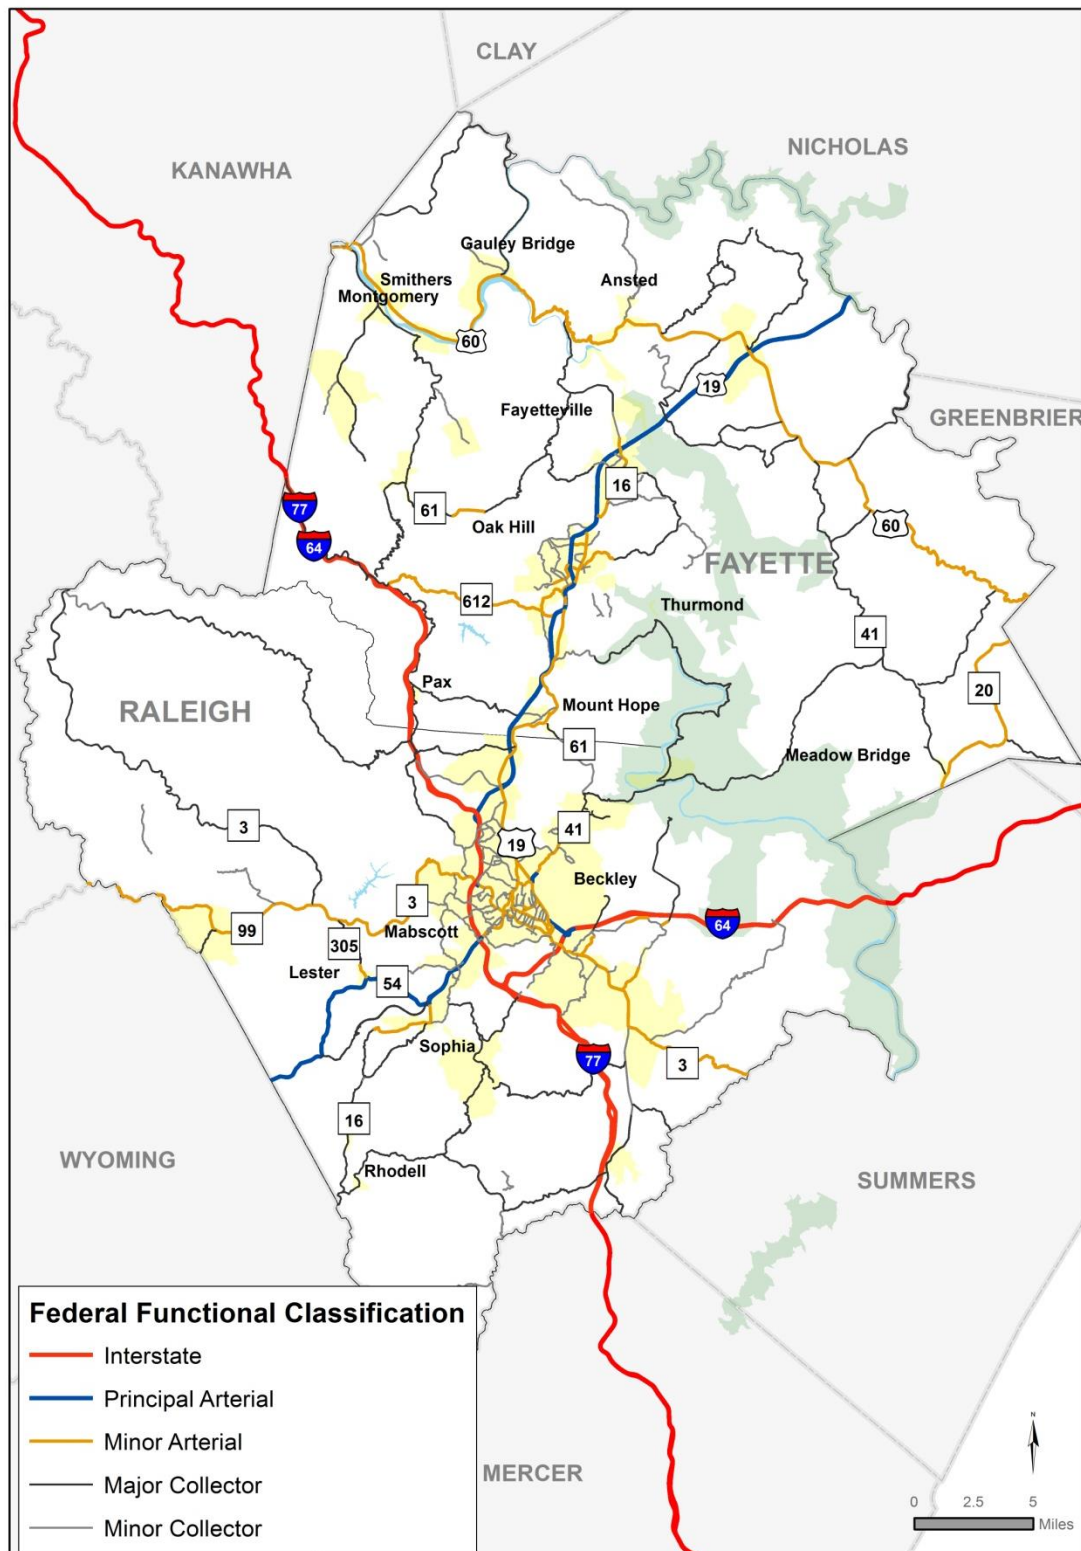 CLAY
NICHOLAS
KANAWHA
Gauley Bridge
Smithers
Ansted
Montgomery
60
19
Fayetteville
GREENBRIER
16
77
61
Oak Hill
60
64
FAYETTE
612
Thurmond
41
Pax
20
RALEIGH
Mount Hope
61
Meadow Bridge
3
41
19
Beckley
3
64
99
Mabscott
305
Lester
54
Sophia
77
3
16
WYOMING
Rhodell
SUMMERS
Federal Functional Classification
Interstate
Principal Arterial
Minor Arterial
Major Collector
Minor Collector
MERCER
N
0 2.5 5
Miles